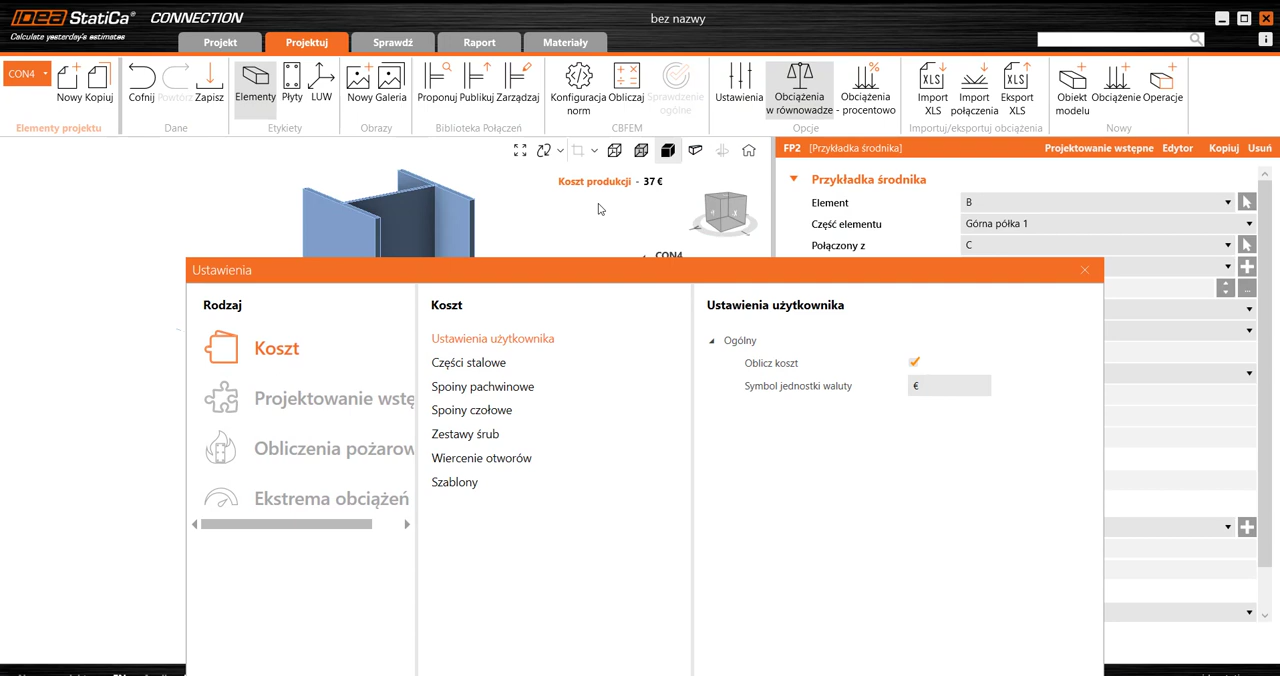 IDEA StatiCa® CONNECTION
Calculate yesterday's estimates
bez nazwy
Projekt Projektuj Sprawdź Raport Materiały
CON4
Nowy Kopiuj
Elementy projektu
Cofnij Powtórz Zapisz
Dane
Elementy Płyty LUW
Etykiety
Nowy Galeria
Obrazy
Proponuj Publikuj Zarządzaj
Biblioteka Połączeń
Konfiguracja norm Obliczaj Sprawdzenie ogólne
CBFEM
Ustawienia Obciążenia w równowadze Obciążenia - procentowo
Opcje
XLS XLS
Import XLS Import połączenia Eksport XLS
Importuj/eksportuj obciążenia
Obiekt modelu Obciążenie Operacje
Nowy
Koszt produkcji - 37 €
CON4
FP2 [Przykładka środnika] Projektowanie wstępne Edytor Kopiuj Usuń
Przykładka środnika
Element B
Część elementu Górna półka 1
Połączony z C
Ustawienia
Rodzaj
Koszt
Projektowanie wstę
Obliczenia pożarow
Ekstrema obciążeń
Koszt
Ustawienia użytkownika
Części stalowe
Spoiny pachwinowe
Spoiny czołowe
Zestawy śrub
Wiercenie otworów
Szablony
Ustawienia użytkownika
Ogólny
Oblicz koszt
Symbol jednostki waluty €